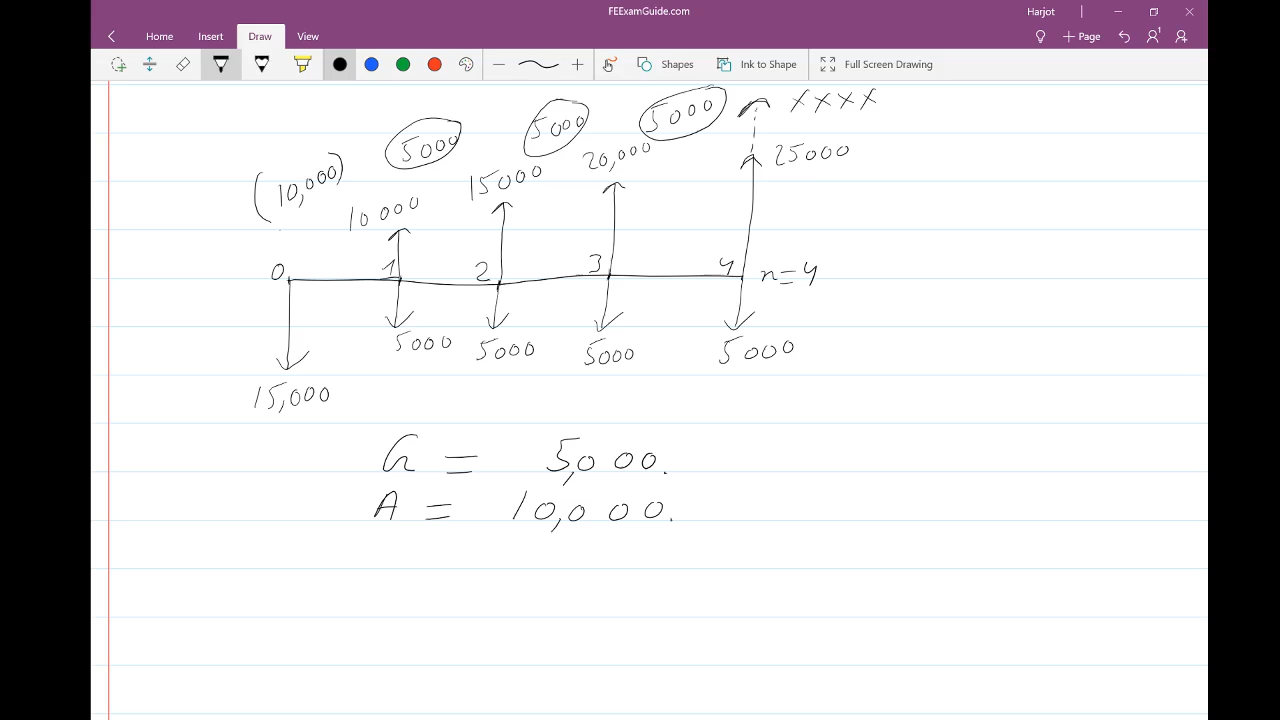 FEExamGuide.com
Harjot
Home Insert Draw View
Page
Shapes Ink to Shape Full Screen Drawing
5000 5000 5000 XXXX
(10,000) 10000 15000 20,000 25000
0 1 2 3 4 n=4
5000 5000 5000 5000
15,000
G = 5,000.
A = 10,000.